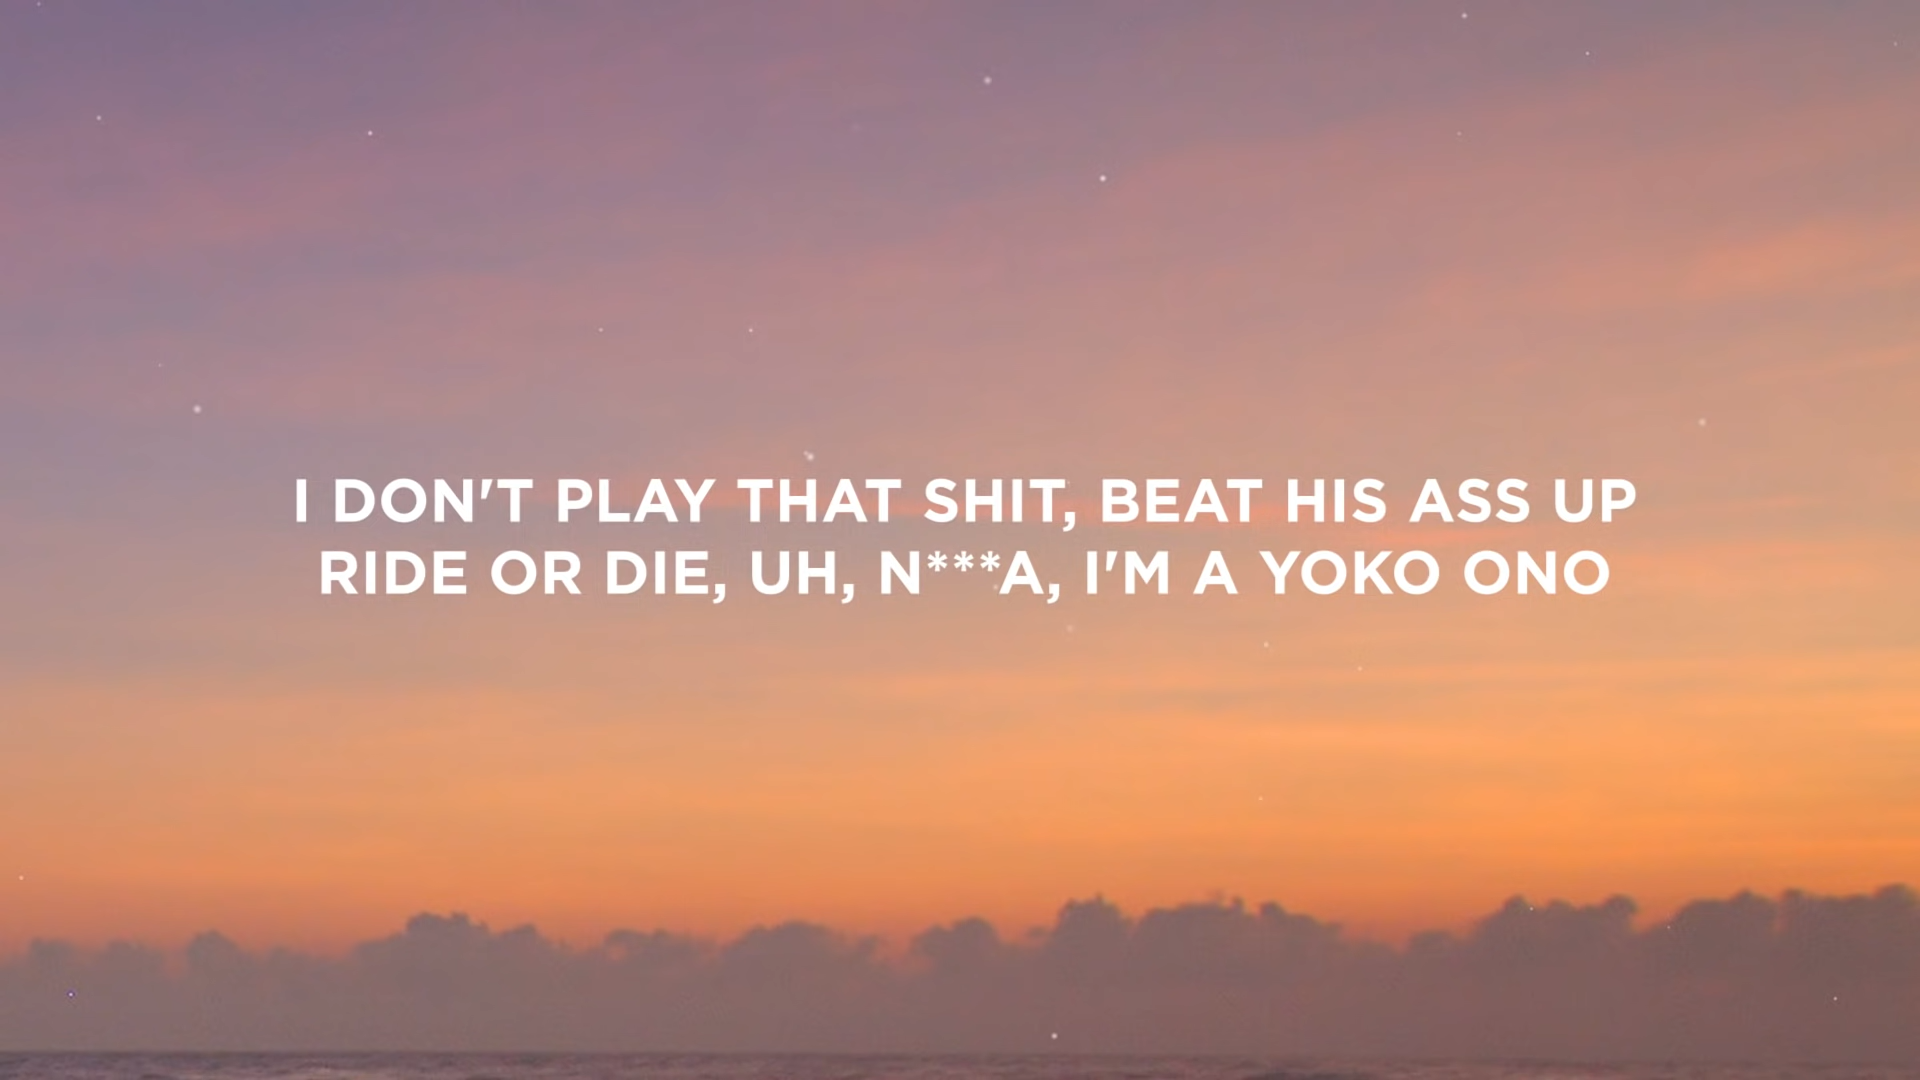 I DON'T PLAY THAT SHIT, BEAT HIS ASS UP
RIDE OR DIE, UH, N***A, I'M A YOKO ONO